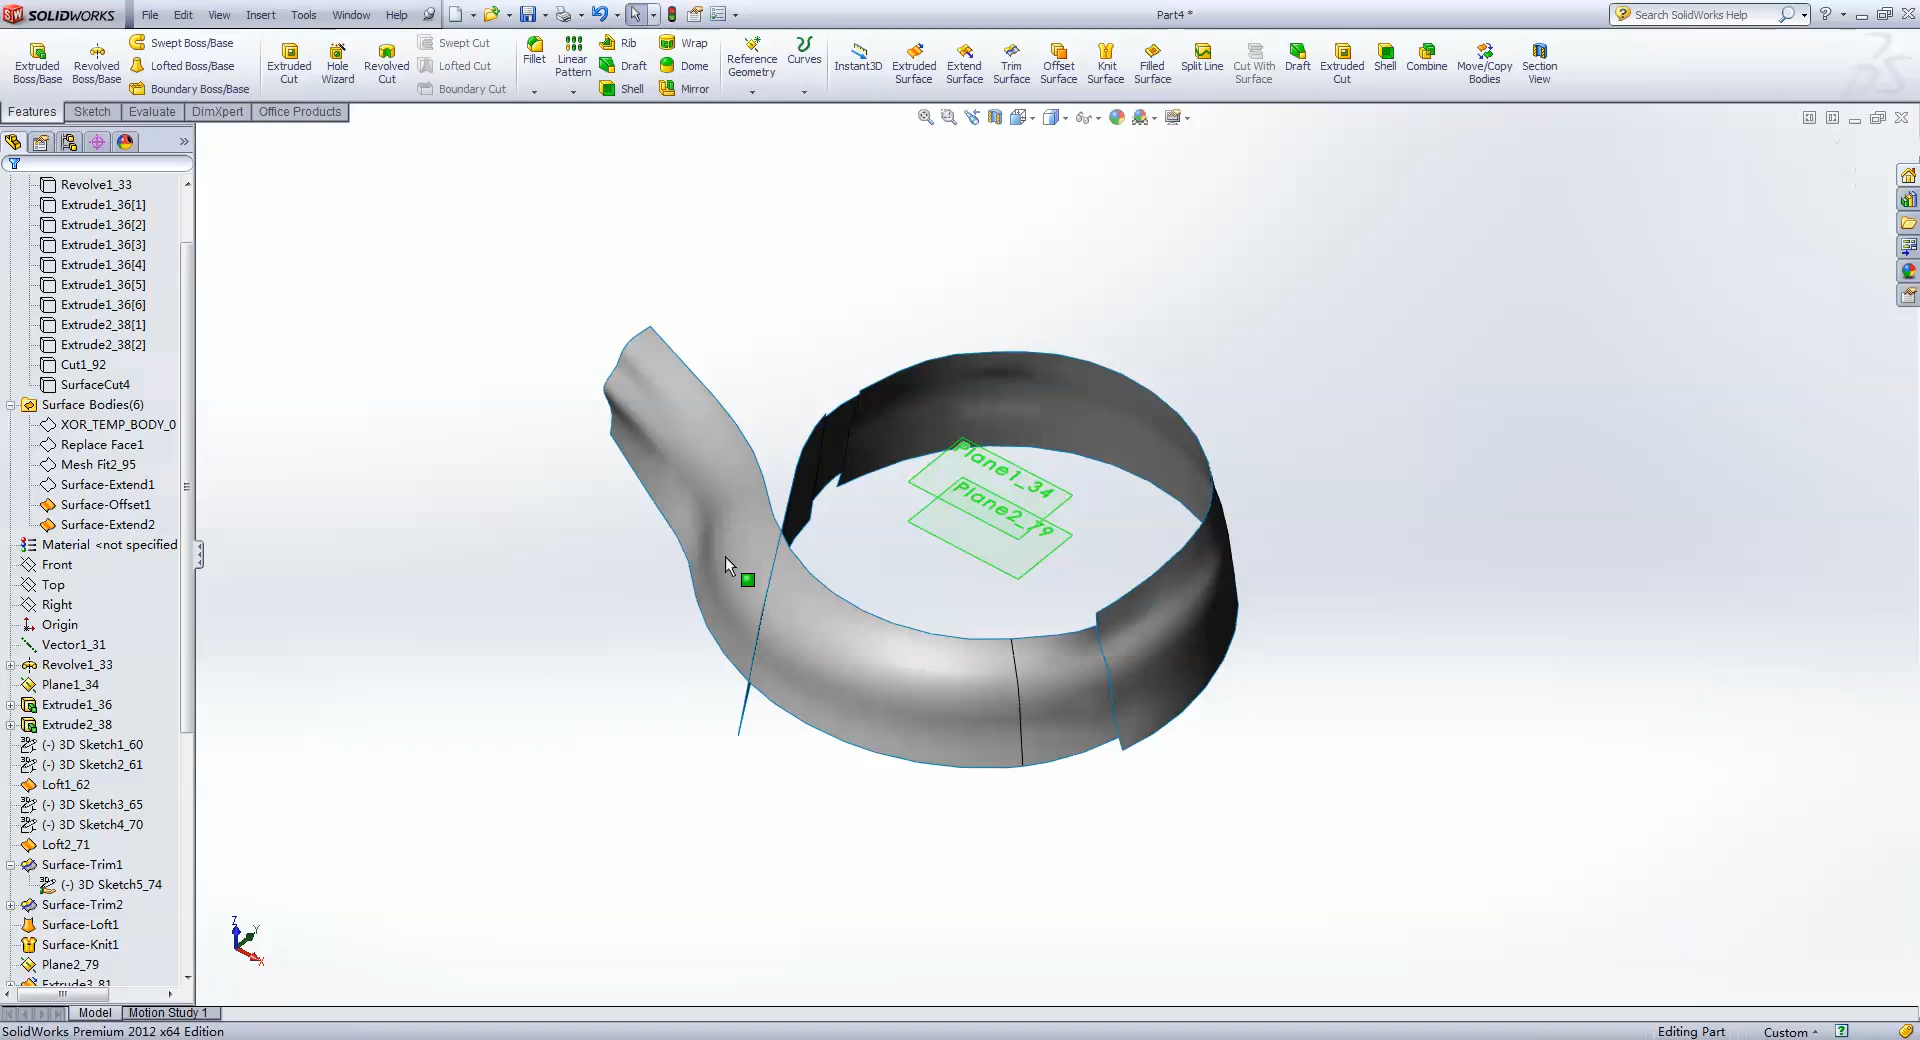 SOLIDWORKS
File Edit View Insert Tools Window Help
Part4 *
Search SolidWorks Help
Extruded Boss/Base
Revolved Boss/Base
Swept Boss/Base
Lofted Boss/Base
Boundary Boss/Base
Extruded Cut
Hole Wizard
Revolved Cut
Swept Cut
Lofted Cut
Boundary Cut
Fillet
Linear Pattern
Rib
Draft
Shell
Wrap
Dome
Mirror
Reference Geometry
Curves
Instant3D
Extruded Surface
Extend Surface
Trim Surface
Offset Surface
Knit Surface
Filled Surface
Split Line
Cut With Surface
Draft
Extruded Cut
Shell
Combine
Move/Copy Bodies
Section View
Features Sketch Evaluate DimXpert Office Products
Revolve1_33
Extrude1_36[1]
Extrude1_36[2]
Extrude1_36[3]
Extrude1_36[4]
Extrude1_36[5]
Extrude1_36[6]
Extrude2_38[1]
Extrude2_38[2]
Cut1_92
SurfaceCut4
Surface Bodies(6)
XOR_TEMP_BODY_0
Replace Face1
Mesh Fit2_95
Surface-Extend1
Surface-Offset1
Surface-Extend2
Material <not specified
Front
Top
Right
Origin
Vector1_31
Revolve1_33
Plane1_34
Extrude1_36
Extrude2_38
(-) 3D Sketch1_60
(-) 3D Sketch2_61
Loft1_62
(-) 3D Sketch3_65
(-) 3D Sketch4_70
Loft2_71
Surface-Trim1
(-) 3D Sketch5_74
Surface-Trim2
Surface-Loft1
Surface-Knit1
Plane2_79
Extrude3_81
Plane1_34
Plane2_79
Z
Y
X
Model Motion Study 1
SolidWorks Premium 2012 x64 Edition
Editing Part
Custom